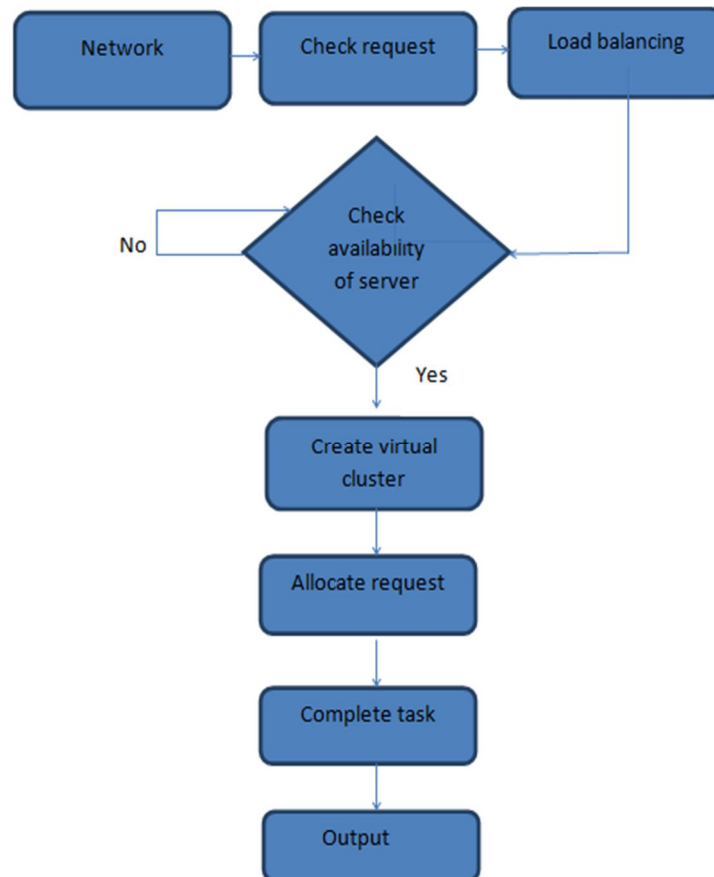 Network
Check request
Load balancing
Check
availability
of server
No
Yes
Create virtual
cluster
Allocate request
Complete task
Output